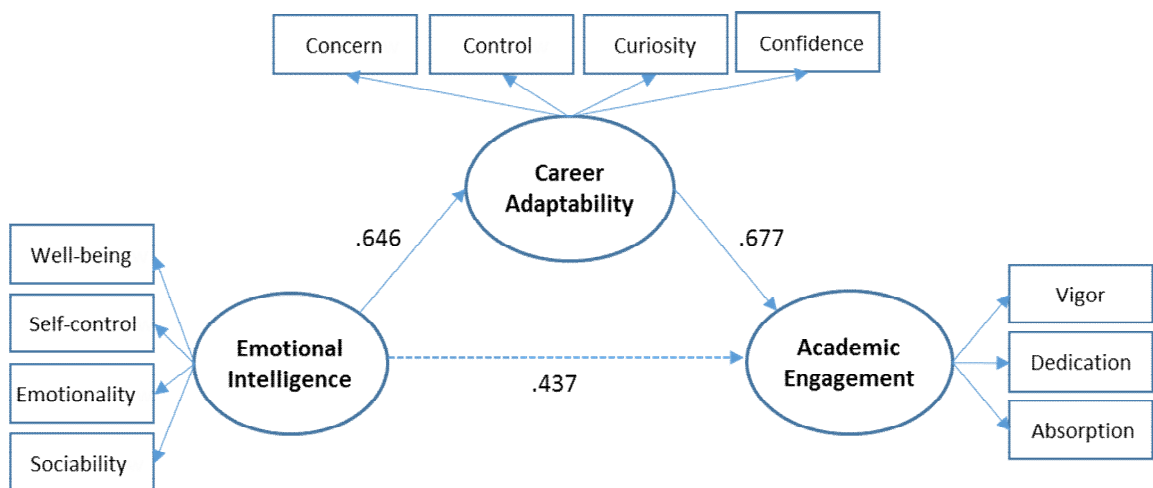 Concern
Control
Curiosity
Confidence
Career
Adaptability
.646
.677
Well-being
Self-control
Emotionality
Sociability
Emotional
Intelligence
.437
Academic
Engagement
Vigor
Dedication
Absorption